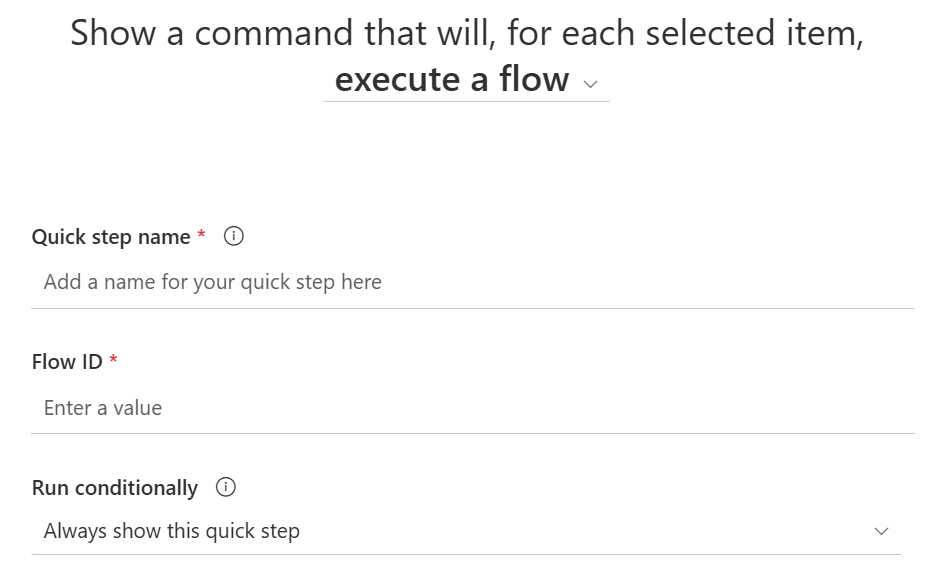 Show a command that will, for each selected item,
execute a flow
Quick step name *
Add a name for your quick step here
Flow ID *
Enter a value
Run conditionally
Always show this quick step